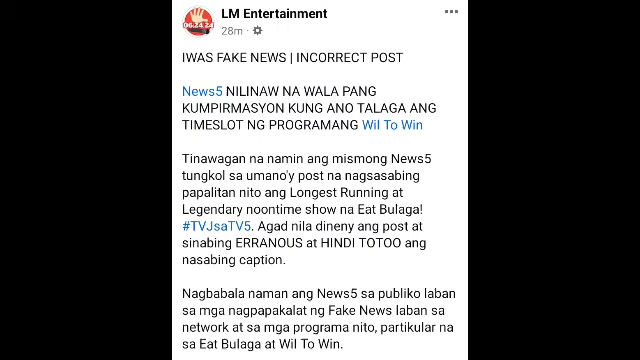 LM Entertainment
28m
IWAS FAKE NEWS | INCORRECT POST
News5 NILINAW NA WALA PANG
KUMPIRMASYON KUNG ANO TALAGA ANG
TIMESLOT NG PROGRAMANG Wil To Win
Tinawagan na namin ang mismong News5
tungkol sa umano'y post na nagsasabing
papalitan nito ang Longest Running at
Legendary noontime show na Eat Bulaga!
#TVJsaTV5. Agad nila dineny ang post at
sinabing ERRANOUS at HINDI TOTOO ang
nasabing caption.
Nagbabala naman ang News5 sa publiko laban
sa mga nagpapakalat ng Fake News laban sa
network at sa mga programa nito, partikular na
sa Eat Bulaga at Wil To Win.